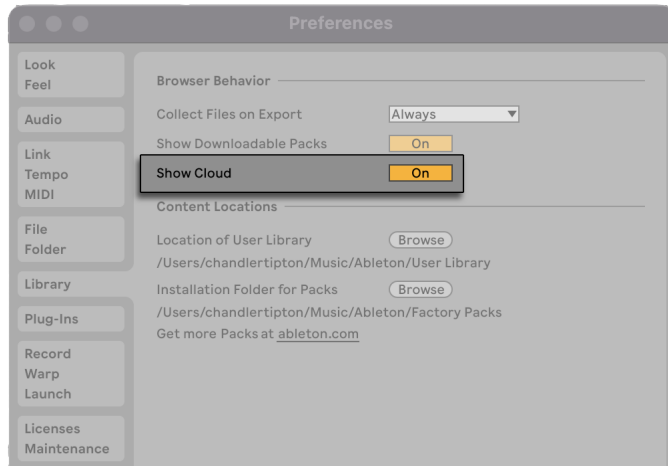 Preferences
Look
Feel
Audio
Link
Tempo
MIDI
File
Folder
Library
Plug-Ins
Record
Warp
Launch
Licenses
Maintenance
Browser Behavior
Collect Files on Export Always
Show Downloadable Packs On
Show Cloud On
Content Locations
Location of User Library Browse
/Users/chandlertipton/Music/Ableton/User Library
Installation Folder for Packs Browse
/Users/chandlertipton/Music/Ableton/Factory Packs
Get more Packs at ableton.com